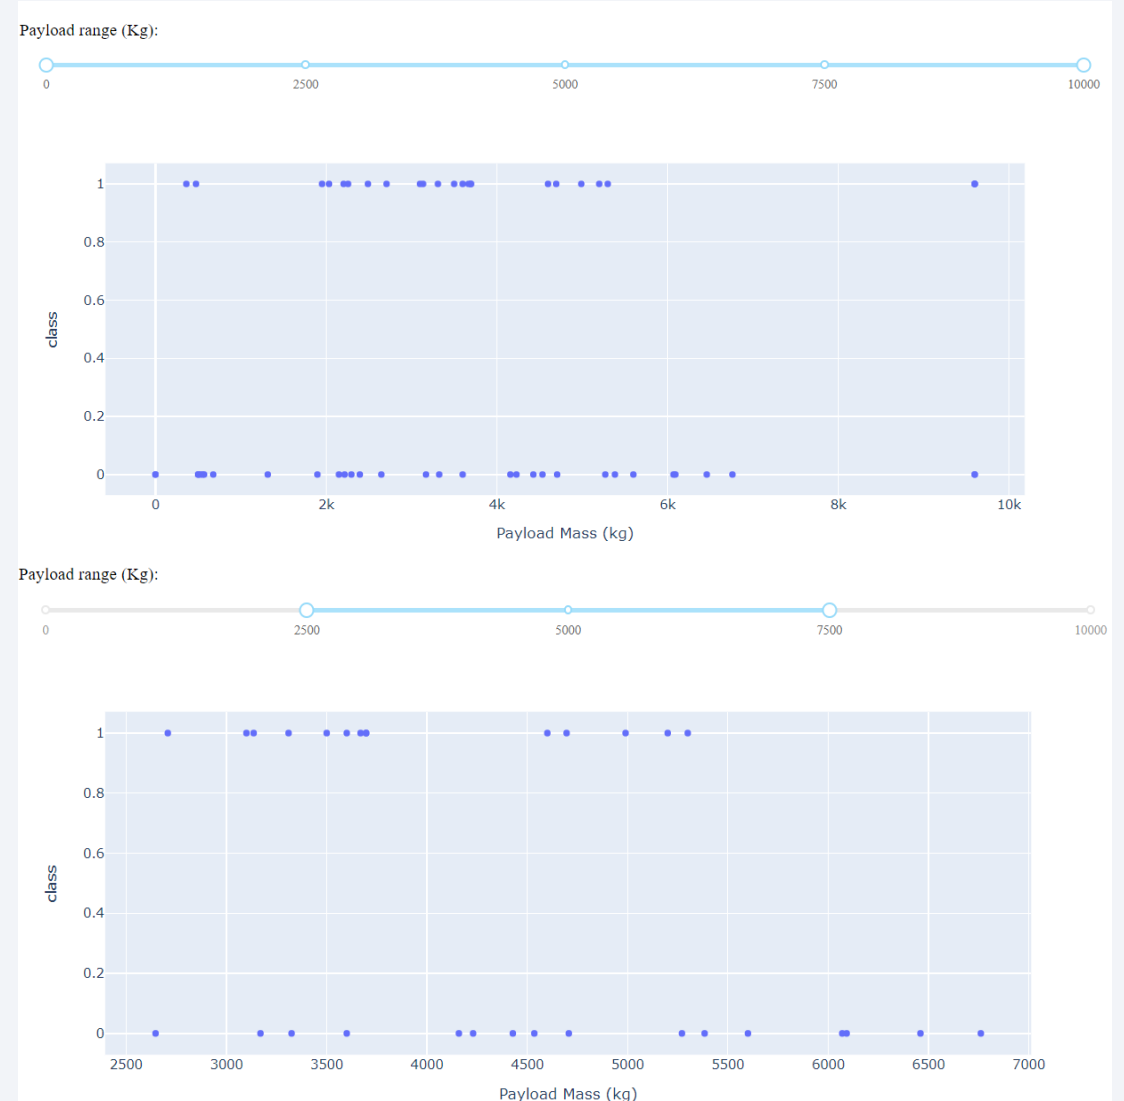 Payload range (Kg):
0 2500 5000 7500 10000
1
0.8
0.6
class
0.4
0.2
0
0 2k 4k 6k 8k 10k
Payload Mass (kg)
Payload range (Kg):
0 2500 5000 7500 10000
1
0.8
0.6
class
0.4
0.2
0
2500 3000 3500 4000 4500 5000 5500 6000 6500 7000
Payload Mass (kg)